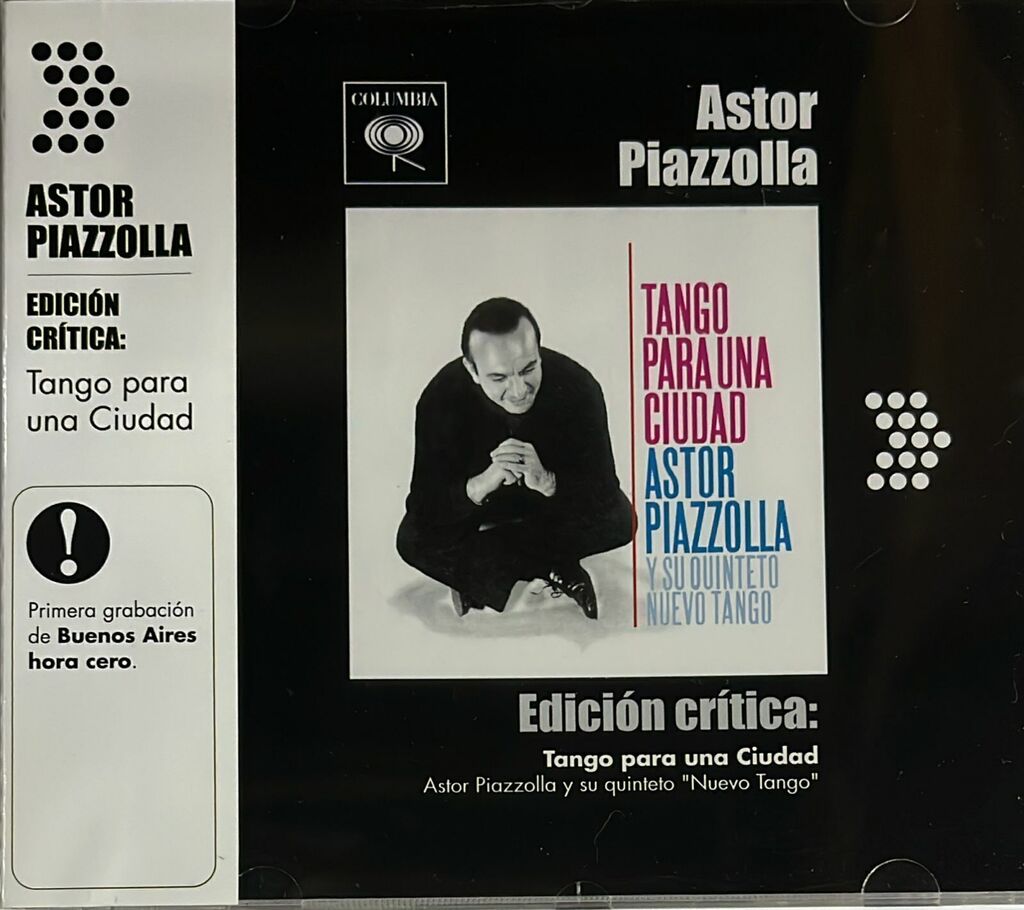 ASTOR
PIAZZOLLA
EDICIÓN
CRÍTICA:
Tango para
una Ciudad
!
Primera grabación
de Buenos Aires
hora cero.
COLUMBIA
Astor
Piazzolla
TANGO
PARA UNA
CIUDAD
ASTOR
PIAZZOLLA
Y SU QUINTETO
NUEVO TANGO
Edición crítica:
Tango para una Ciudad
Astor Piazzolla y su quinteto "Nuevo Tango"